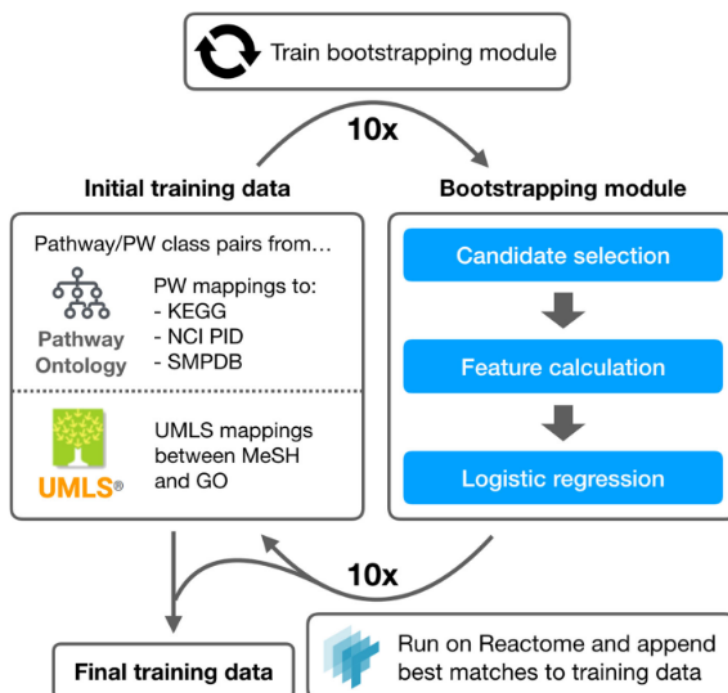 Train bootstrapping module
10x
Initial training data
Bootstrapping module
Pathway/PW class pairs from…
Pathway
Ontology
PW mappings to:
- KEGG
- NCI PID
- SMPDB
UMLS®
UMLS mappings
between MeSH
and GO
Candidate selection
Feature calculation
Logistic regression
10x
Final training data
Run on Reactome and append
best matches to training data